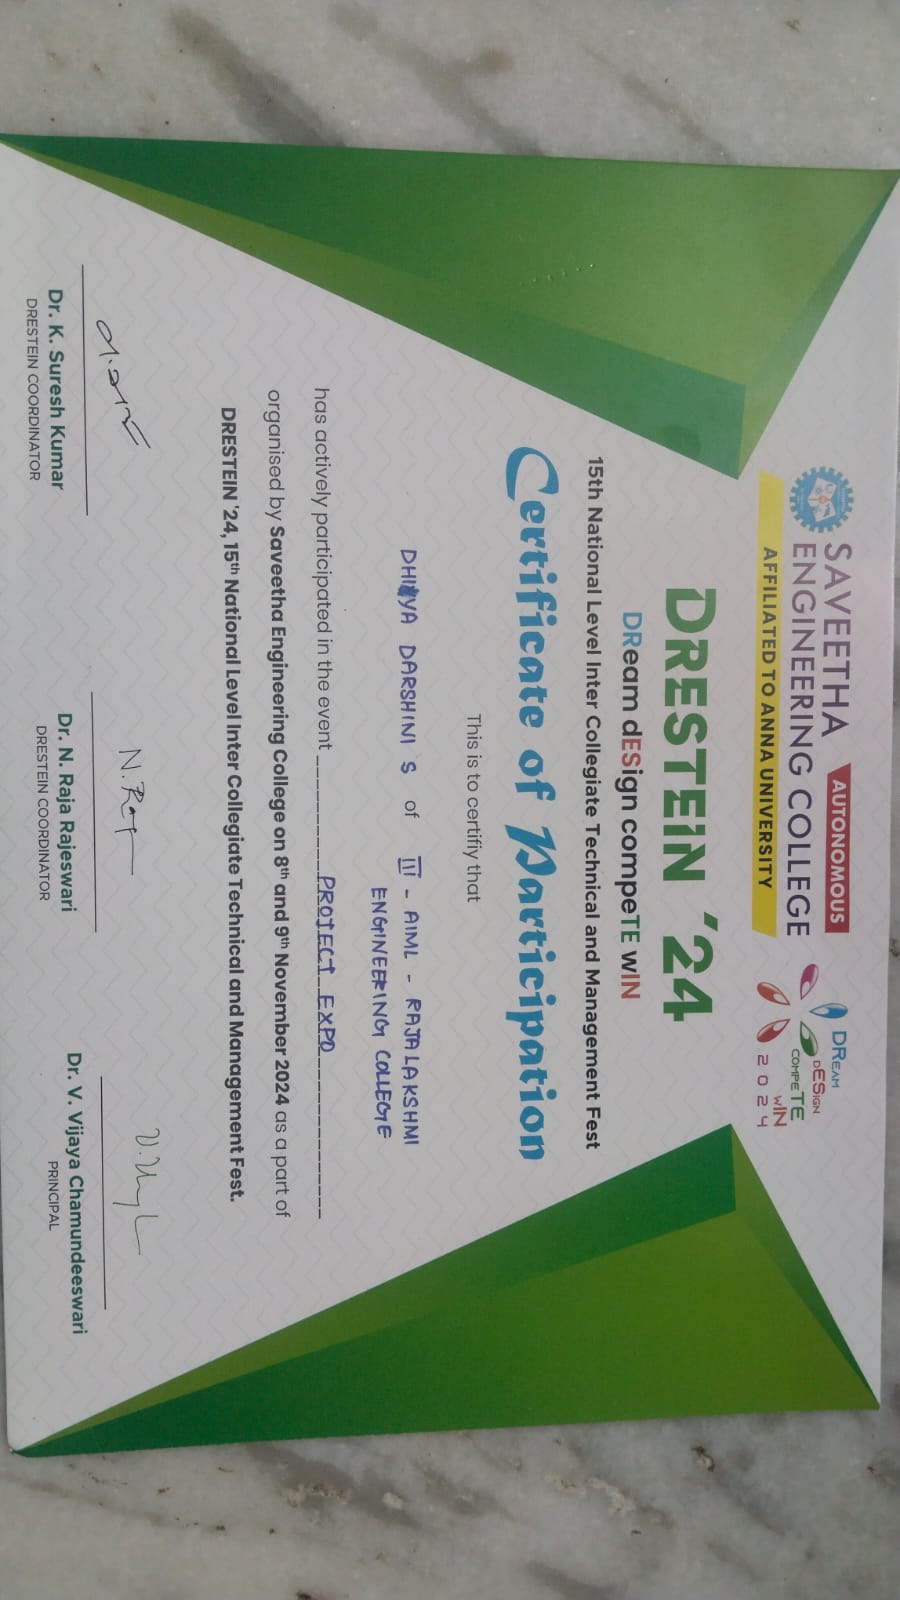 SAVEETHA AUTONOMOUS
ENGINEERING COLLEGE
AFFILIATED TO ANNA UNIVERSITY
DREAM
DESIGN
COMPETE
WIN
2024
DRESTEIN '24
DReam dESign compeTE wIN
15th National Level Inter Collegiate Technical and Management Fest
Certificate of Participation
This is to certifiy that
DHIVYA DARSHINI S of III - AIML - RAJALAKSHMI
ENGINEERING COLLEGE
has actively participated in the event PROJECT EXPO
organised by Saveetha Engineering College on 8th and 9th November 2024 as a part of
DRESTEIN '24, 15th National Level Inter Collegiate Technical and Management Fest.
N. Raj
Dr. K. Suresh Kumar
DRESTEIN COORDINATOR
Dr. N. Raja Rajeswari
DRESTEIN COORDINATOR
Dr. V. Vijaya Chamundeeswari
PRINCIPAL